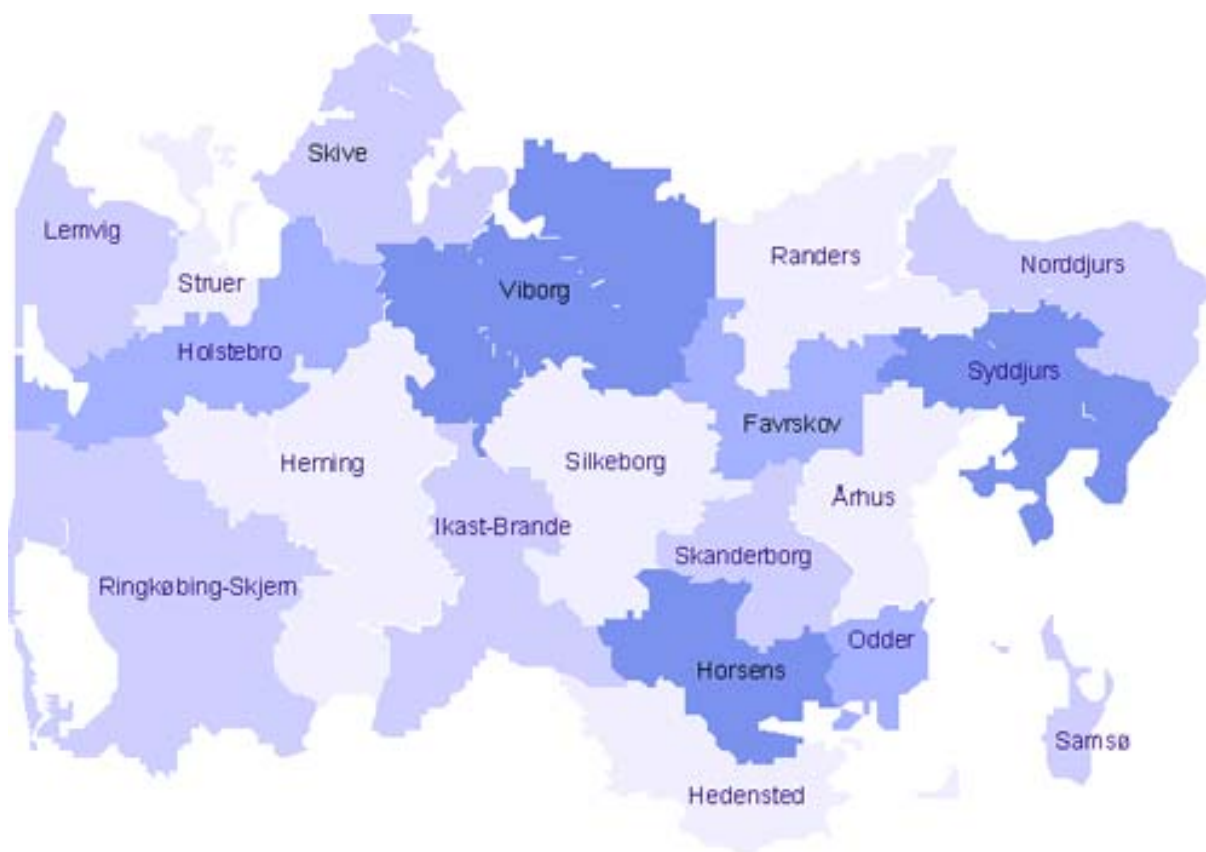 Skive
Lemvig
Randers
Norddjurs
Struer
Viborg
Holstebro
Syddjurs
Favrskov
Herning
Silkeborg
Århus
Ikast-Brande
Skanderborg
Ringkøbing-Skjern
Odder
Horsens
Samsø
Hedensted